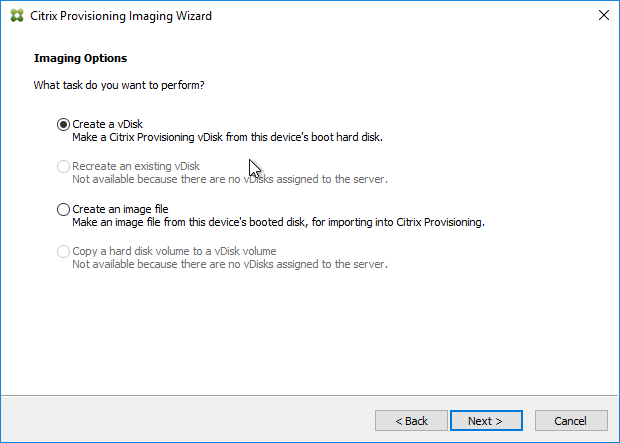 Citrix Provisioning Imaging Wizard
Imaging Options
What task do you want to perform?
Create a vDisk
Make a Citrix Provisioning vDisk from this device's boot hard disk.
Recreate an existing vDisk
Not available because there are no vDisks assigned to the server.
Create an image file
Make an image file from this device's booted disk, for importing into Citrix Provisioning.
Copy a hard disk volume to a vDisk volume
Not available because there are no vDisks assigned to the server.
< Back Next > Cancel